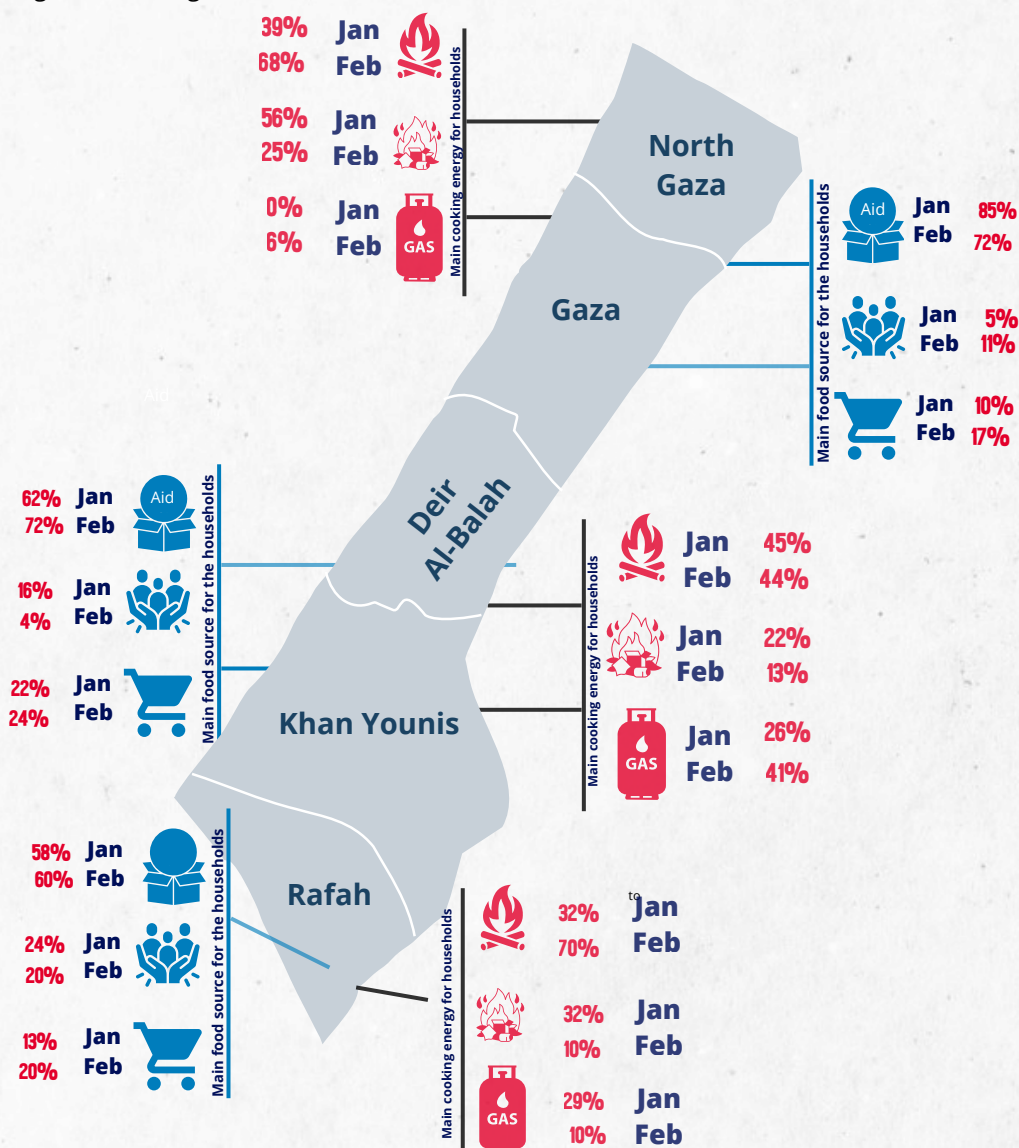 39% Jan
68% Feb
56% Jan
25% Feb
0% Jan
6% Feb
GAS
Main cooking energy for households
North
Gaza
Gaza
Deir
Al-Balah
Khan Younis
Rafah
Main food source for the households
Aid
Jan 85%
Feb 72%
Jan 5%
Feb 11%
Jan 10%
Feb 17%
Aid
62% Jan
72% Feb
Aid
16% Jan
4% Feb
22% Jan
24% Feb
Main food source for the households
Main cooking energy for households
Jan 45%
Feb 44%
Jan 22%
Feb 13%
Jan 26%
Feb 41%
GAS
58% Jan
60% Feb
24% Jan
20% Feb
13% Jan
20% Feb
Main food source for the households
Main cooking energy for households
to
32% Jan
70% Feb
32% Jan
10% Feb
29% Jan
10% Feb
GAS